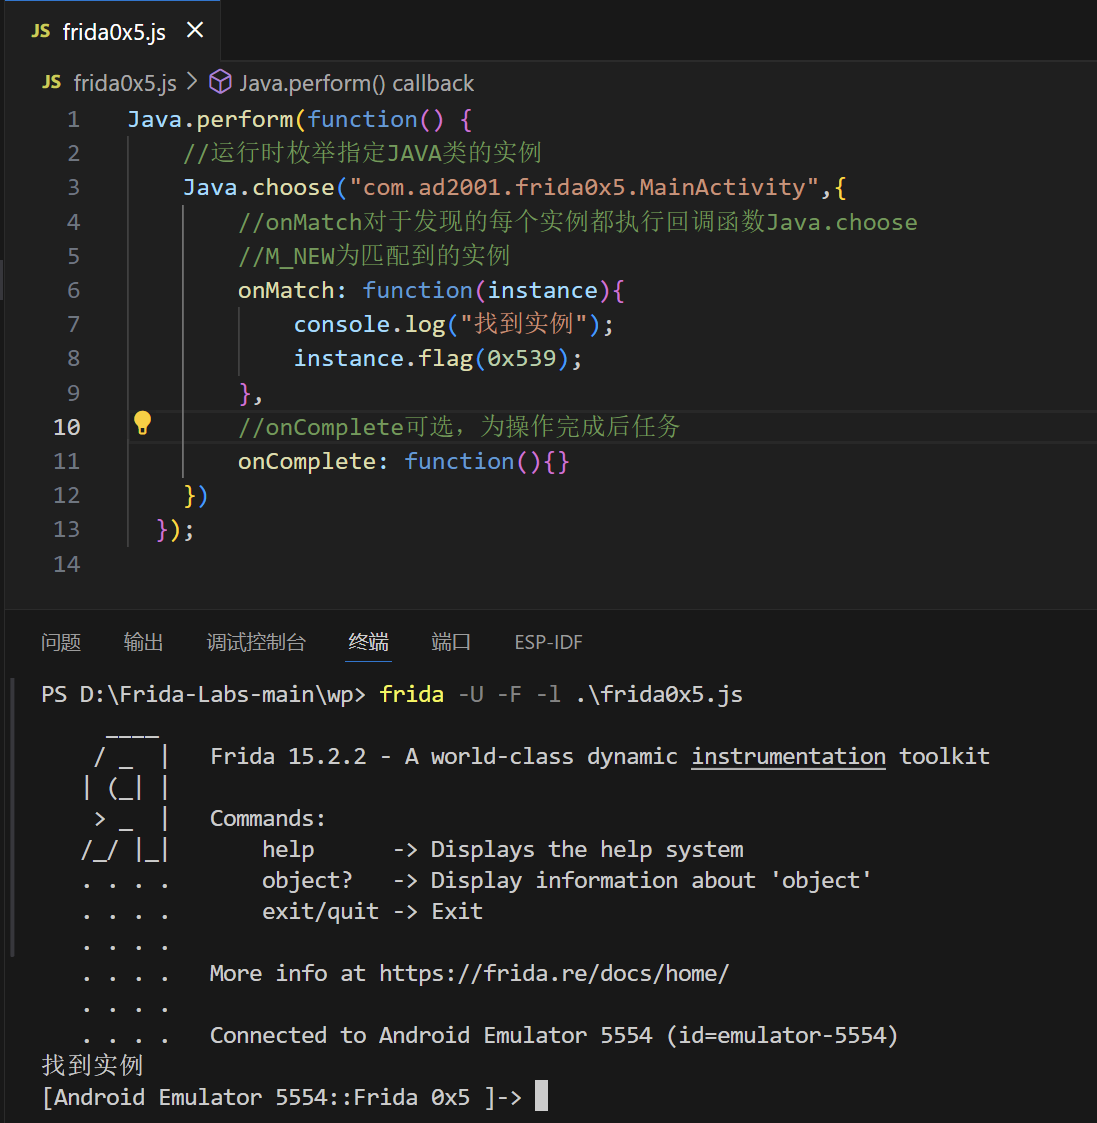 JS frida0x5.js ×
JS frida0x5.js > Java.perform() callback
1 Java.perform(function() {
2 //运行时枚举指定JAVA类的实例
3 Java.choose("com.ad2001.frida0x5.MainActivity",{
4 //onMatch对于发现的每个实例都执行回调函数Java.choose
5 //M_NEW为匹配到的实例
6 onMatch: function(instance){
7 console.log("找到实例");
8 instance.flag(0x539);
9 },
10 //onComplete可选，为操作完成后任务
11 onComplete: function(){}
12 })
13 });
14
问题 输出 调试控制台 终端 端口 ESP-IDF
PS D:\Frida-Labs-main\wp> frida -U -F -l .\frida0x5.js
____
/ _  |   Frida 15.2.2 - A world-class dynamic instrumentation toolkit
| (_| |
> _  |   Commands:
/_/ |_|       help      -> Displays the help system
. . . .       object?   -> Display information about 'object'
. . . .       exit/quit -> Exit
. . . .
. . . .   More info at https://frida.re/docs/home/
. . . .
. . . .   Connected to Android Emulator 5554 (id=emulator-5554)
找到实例
[Android Emulator 5554::Frida 0x5 ]->